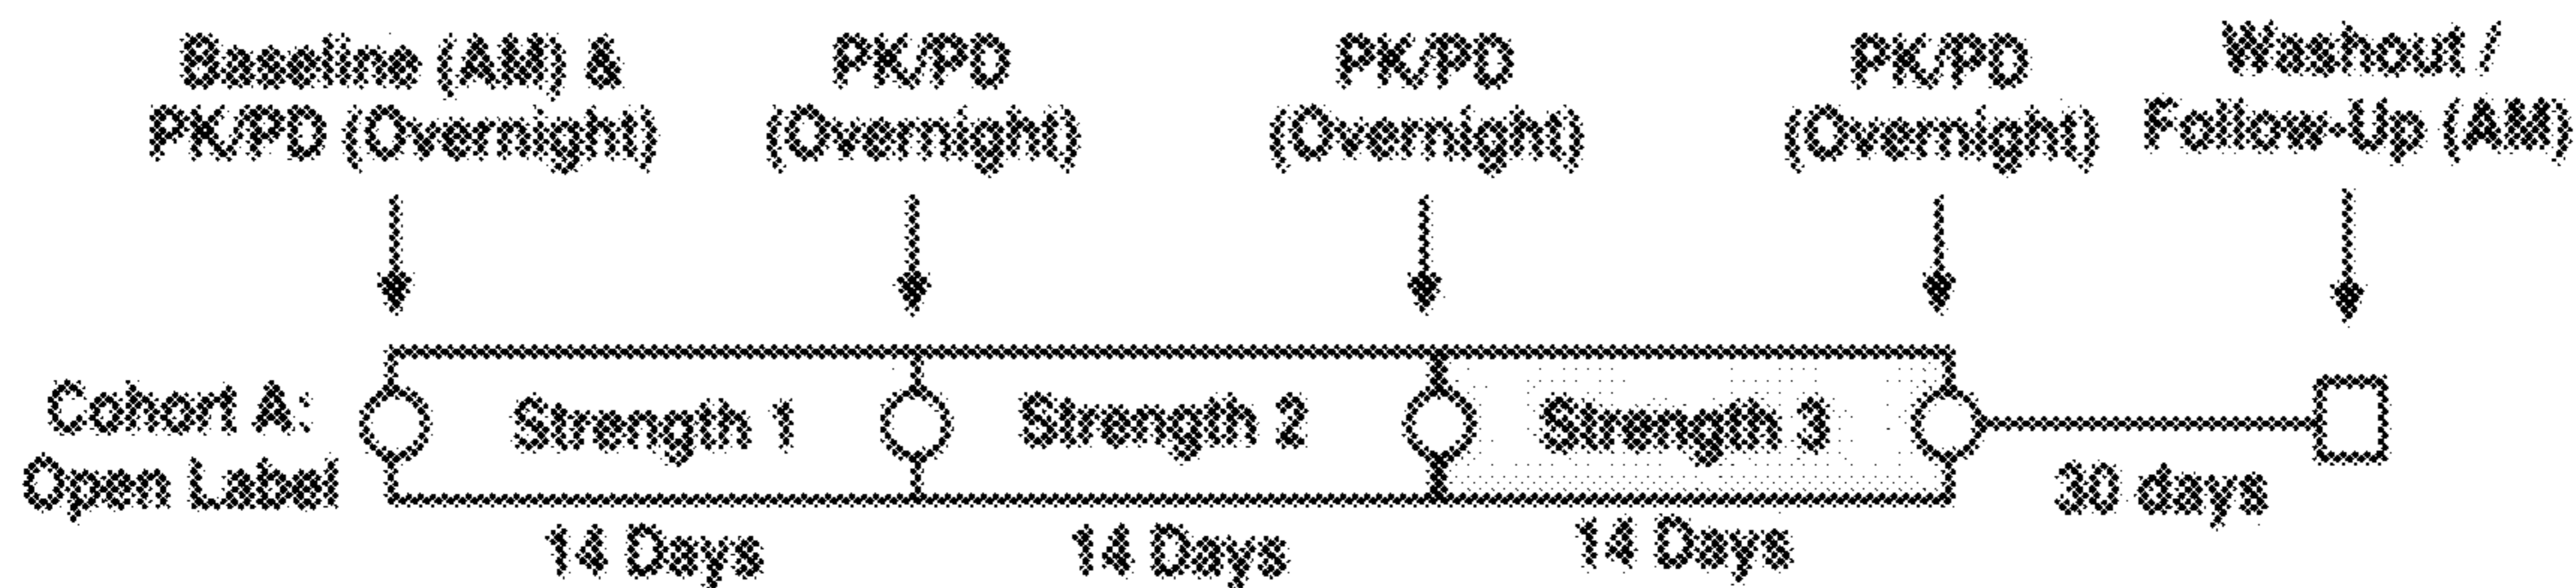 Baseline (AM) &
PK/PD (Overnight)
PK/PD
(Overnight)
PK/PD
(Overnight)
PK/PD
(Overnight)
Washout /
Follow-Up (AM)
Cohort A:
Open Label
Strength 1
Strength 2
Strength 3
14 Days
14 Days
14 Days
30 days